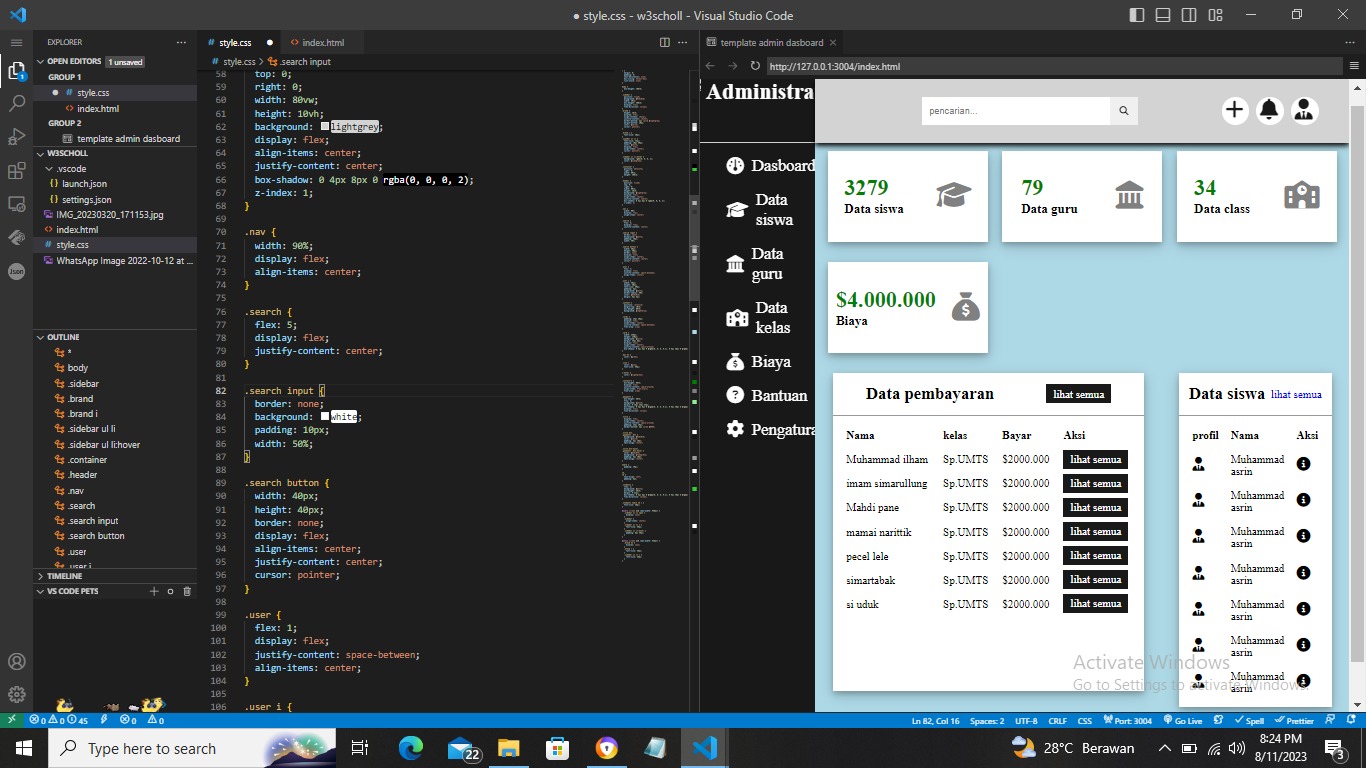 ● style.css - w3scholl - Visual Studio Code
EXPLORER
OPEN EDITORS 1 unsaved
GROUP 1
# style.css
<> index.html
GROUP 2
template admin dasboard
W3SCHOLL
.vscode
{} launch.json
{} settings.json
IMG_20230320_171153.jpg
<> index.html
# style.css
WhatsApp Image 2022-10-12 at ...
OUTLINE
*
body
.sidebar
.brand
.brand i
.sidebar ul li
.sidebar ul li:hover
.container
.header
.nav
.search
.search input
.search button
.user
.user i
TIMELINE
VS CODE PETS
# style.css ● <> index.html
# style.css > .search input
58 top: 0;
59 right: 0;
60 width: 80vw;
61 height: 10vh;
62 background: lightgrey;
63 display: flex;
64 align-items: center;
65 justify-content: center;
66 box-shadow: 0 4px 8px 0 rgba(0, 0, 0, 2);
67 z-index: 1;
68 }
69
70 .nav {
71 width: 90%;
72 display: flex;
73 align-items: center;
74 }
75
76 .search {
77 flex: 5;
78 display: flex;
79 justify-content: center;
80 }
81
82 .search input {
83 border: none;
84 background: white;
85 padding: 10px;
86 width: 50%;
87 }
88
89 .search button {
90 width: 40px;
91 height: 40px;
92 border: none;
93 display: flex;
94 align-items: center;
95 justify-content: center;
96 cursor: pointer;
97 }
98
99 .user {
100 flex: 1;
101 display: flex;
102 justify-content: space-between;
103 align-items: center;
104 }
105
106 .user i {
template admin dasboard
http://127.0.0.1:3004/index.html
Administra
Dasboard
Data
siswa
Data
guru
Data
kelas
Biaya
Bantuan
Pengatura
pencarian...
3279
Data siswa
79
Data guru
34
Data class
$4.000.000
Biaya
Data pembayaran lihat semua
Nama kelas Bayar Aksi
Muhammad ilham Sp.UMTS $2000.000 lihat semua
imam simarullung Sp.UMTS $2000.000 lihat semua
Mahdi pane Sp.UMTS $2000.000 lihat semua
mamai narittik Sp.UMTS $2000.000 lihat semua
pecel lele Sp.UMTS $2000.000 lihat semua
simartabak Sp.UMTS $2000.000 lihat semua
si uduk Sp.UMTS $2000.000 lihat semua
Data siswa lihat semua
profil Nama Aksi
Muhammad
asrin
Muhammad
asrin
Muhammad
asrin
Muhammad
asrin
Muhammad
asrin
Muhammad
asrin
Muhammad
asrin
Activate Windows
Go to Settings to activate Windows.
0 0 45 0 0
Ln 82, Col 16 Spaces: 2 UTF-8 CRLF CSS Port: 3004 Go Live Spell Prettier
Type here to search
22
28°C Berawan
8:24 PM
8/11/2023
3